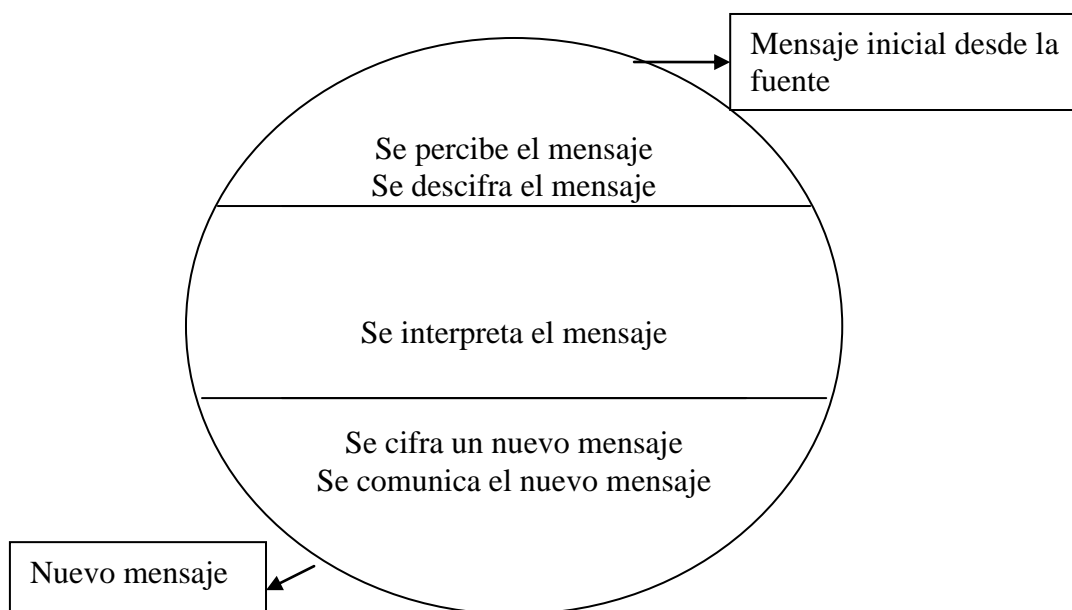 Mensaje inicial desde la
fuente
Se percibe el mensaje
Se descifra el mensaje
Se interpreta el mensaje
Se cifra un nuevo mensaje
Se comunica el nuevo mensaje
Nuevo mensaje